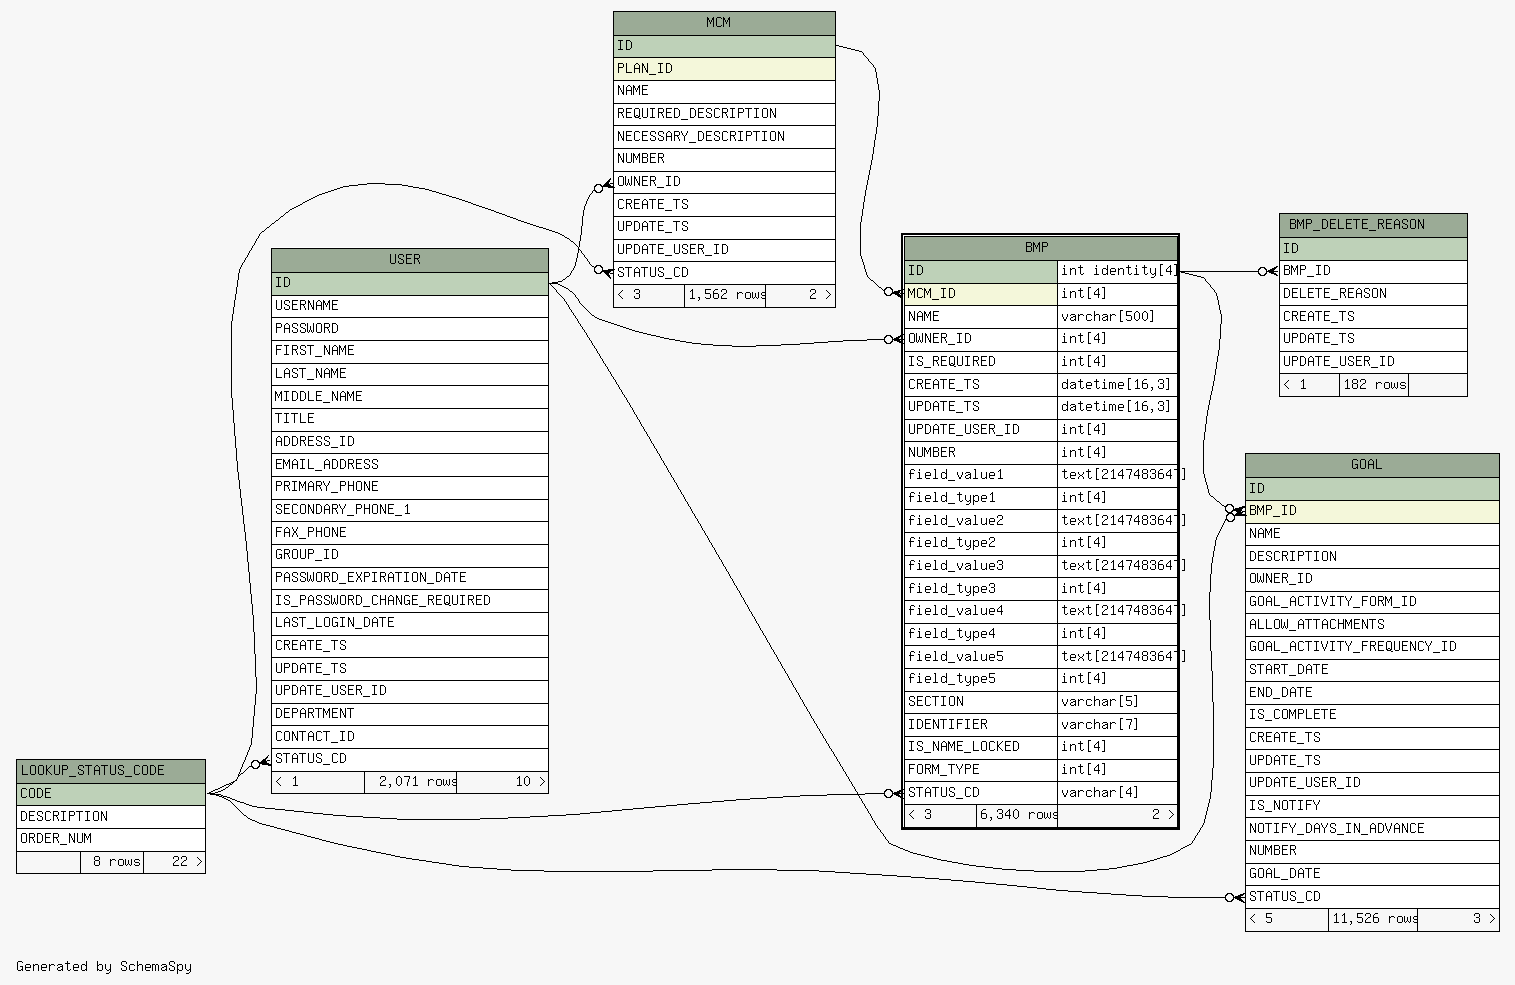 MCM
ID
PLAN_ID
NAME
REQUIRED_DESCRIPTION
NECESSARY_DESCRIPTION
NUMBER
OWNER_ID
CREATE_TS
UPDATE_TS
UPDATE_USER_ID
STATUS_CD
< 3 1,562 rows 2 >
USER
ID
USERNAME
PASSWORD
FIRST_NAME
LAST_NAME
MIDDLE_NAME
TITLE
ADDRESS_ID
EMAIL_ADDRESS
PRIMARY_PHONE
SECONDARY_PHONE_1
FAX_PHONE
GROUP_ID
PASSWORD_EXPIRATION_DATE
IS_PASSWORD_CHANGE_REQUIRED
LAST_LOGIN_DATE
CREATE_TS
UPDATE_TS
UPDATE_USER_ID
DEPARTMENT
CONTACT_ID
STATUS_CD
< 1 2,071 rows 10 >
LOOKUP_STATUS_CODE
CODE
DESCRIPTION
ORDER_NUM
8 rows 22 >
BMP
ID int identity[4]
MCM_ID int[4]
NAME varchar[500]
OWNER_ID int[4]
IS_REQUIRED int[4]
CREATE_TS datetime[16,3]
UPDATE_TS datetime[16,3]
UPDATE_USER_ID int[4]
NUMBER int[4]
field_value1 text[2147483647]
field_type1 int[4]
field_value2 text[2147483647]
field_type2 int[4]
field_value3 text[2147483647]
field_type3 int[4]
field_value4 text[2147483647]
field_type4 int[4]
field_value5 text[2147483647]
field_type5 int[4]
SECTION varchar[5]
IDENTIFIER varchar[7]
IS_NAME_LOCKED int[4]
FORM_TYPE int[4]
STATUS_CD varchar[4]
< 3 6,340 rows 2 >
BMP_DELETE_REASON
ID
BMP_ID
DELETE_REASON
CREATE_TS
UPDATE_TS
UPDATE_USER_ID
< 1 182 rows
GOAL
ID
BMP_ID
NAME
DESCRIPTION
OWNER_ID
GOAL_ACTIVITY_FORM_ID
ALLOW_ATTACHMENTS
GOAL_ACTIVITY_FREQUENCY_ID
START_DATE
END_DATE
IS_COMPLETE
CREATE_TS
UPDATE_TS
UPDATE_USER_ID
IS_NOTIFY
NOTIFY_DAYS_IN_ADVANCE
NUMBER
GOAL_DATE
STATUS_CD
< 5 11,526 rows 3 >
Generated by SchemaSpy